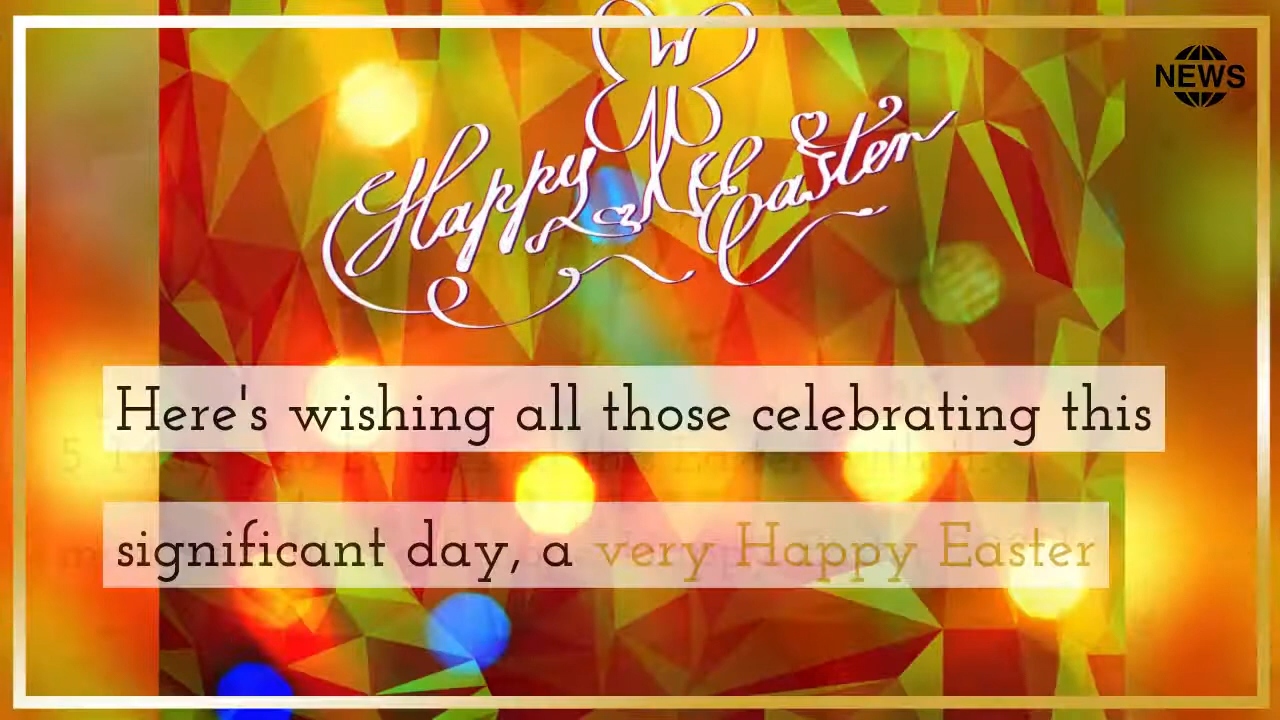 NEWS
Happy Easter
Here's wishing all those celebrating this
significant day, a very Happy Easter